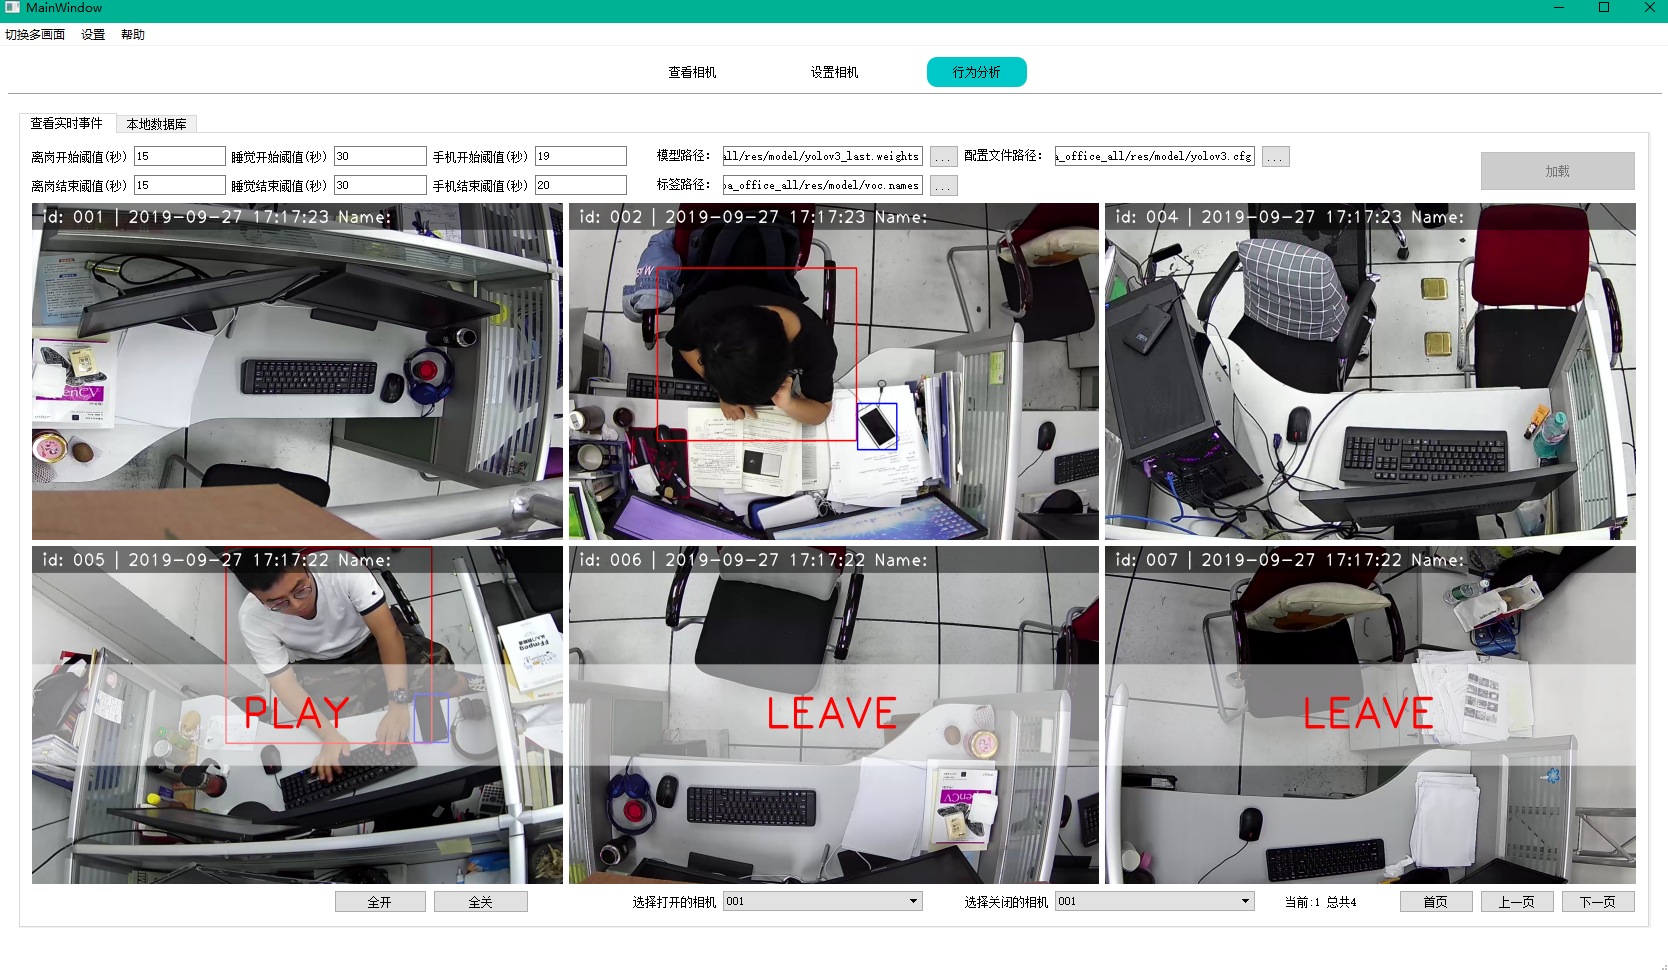 MainWindow
切换多画面 设置 帮助
查看相机 设置相机 行为分析
查看实时事件 本地数据库
离岗开始阈值(秒) 15 睡觉开始阈值(秒) 30 手机开始阈值(秒) 19 模型路径： all/res/model/yolov3_last.weights ... 配置文件路径： a_office_all/res/model/yolov3.cfg ...
加载
离岗结束阈值(秒) 15 睡觉结束阈值(秒) 30 手机结束阈值(秒) 20 标签路径： oa_office_all/res/model/voc.names ...
id: 001 | 2019-09-27 17:17:23 Name:
id: 002 | 2019-09-27 17:17:23 Name:
id: 004 | 2019-09-27 17:17:23 Name:
id: 005 | 2019-09-27 17:17:22 Name:
FFmpeg
PLAY
id: 006 | 2019-09-27 17:17:22 Name:
LEAVE
id: 007 | 2019-09-27 17:17:22 Name:
LEAVE
全开 全关 选择打开的相机 001 选择关闭的相机 001 当前:1 总共4 首页 上一页 下一页